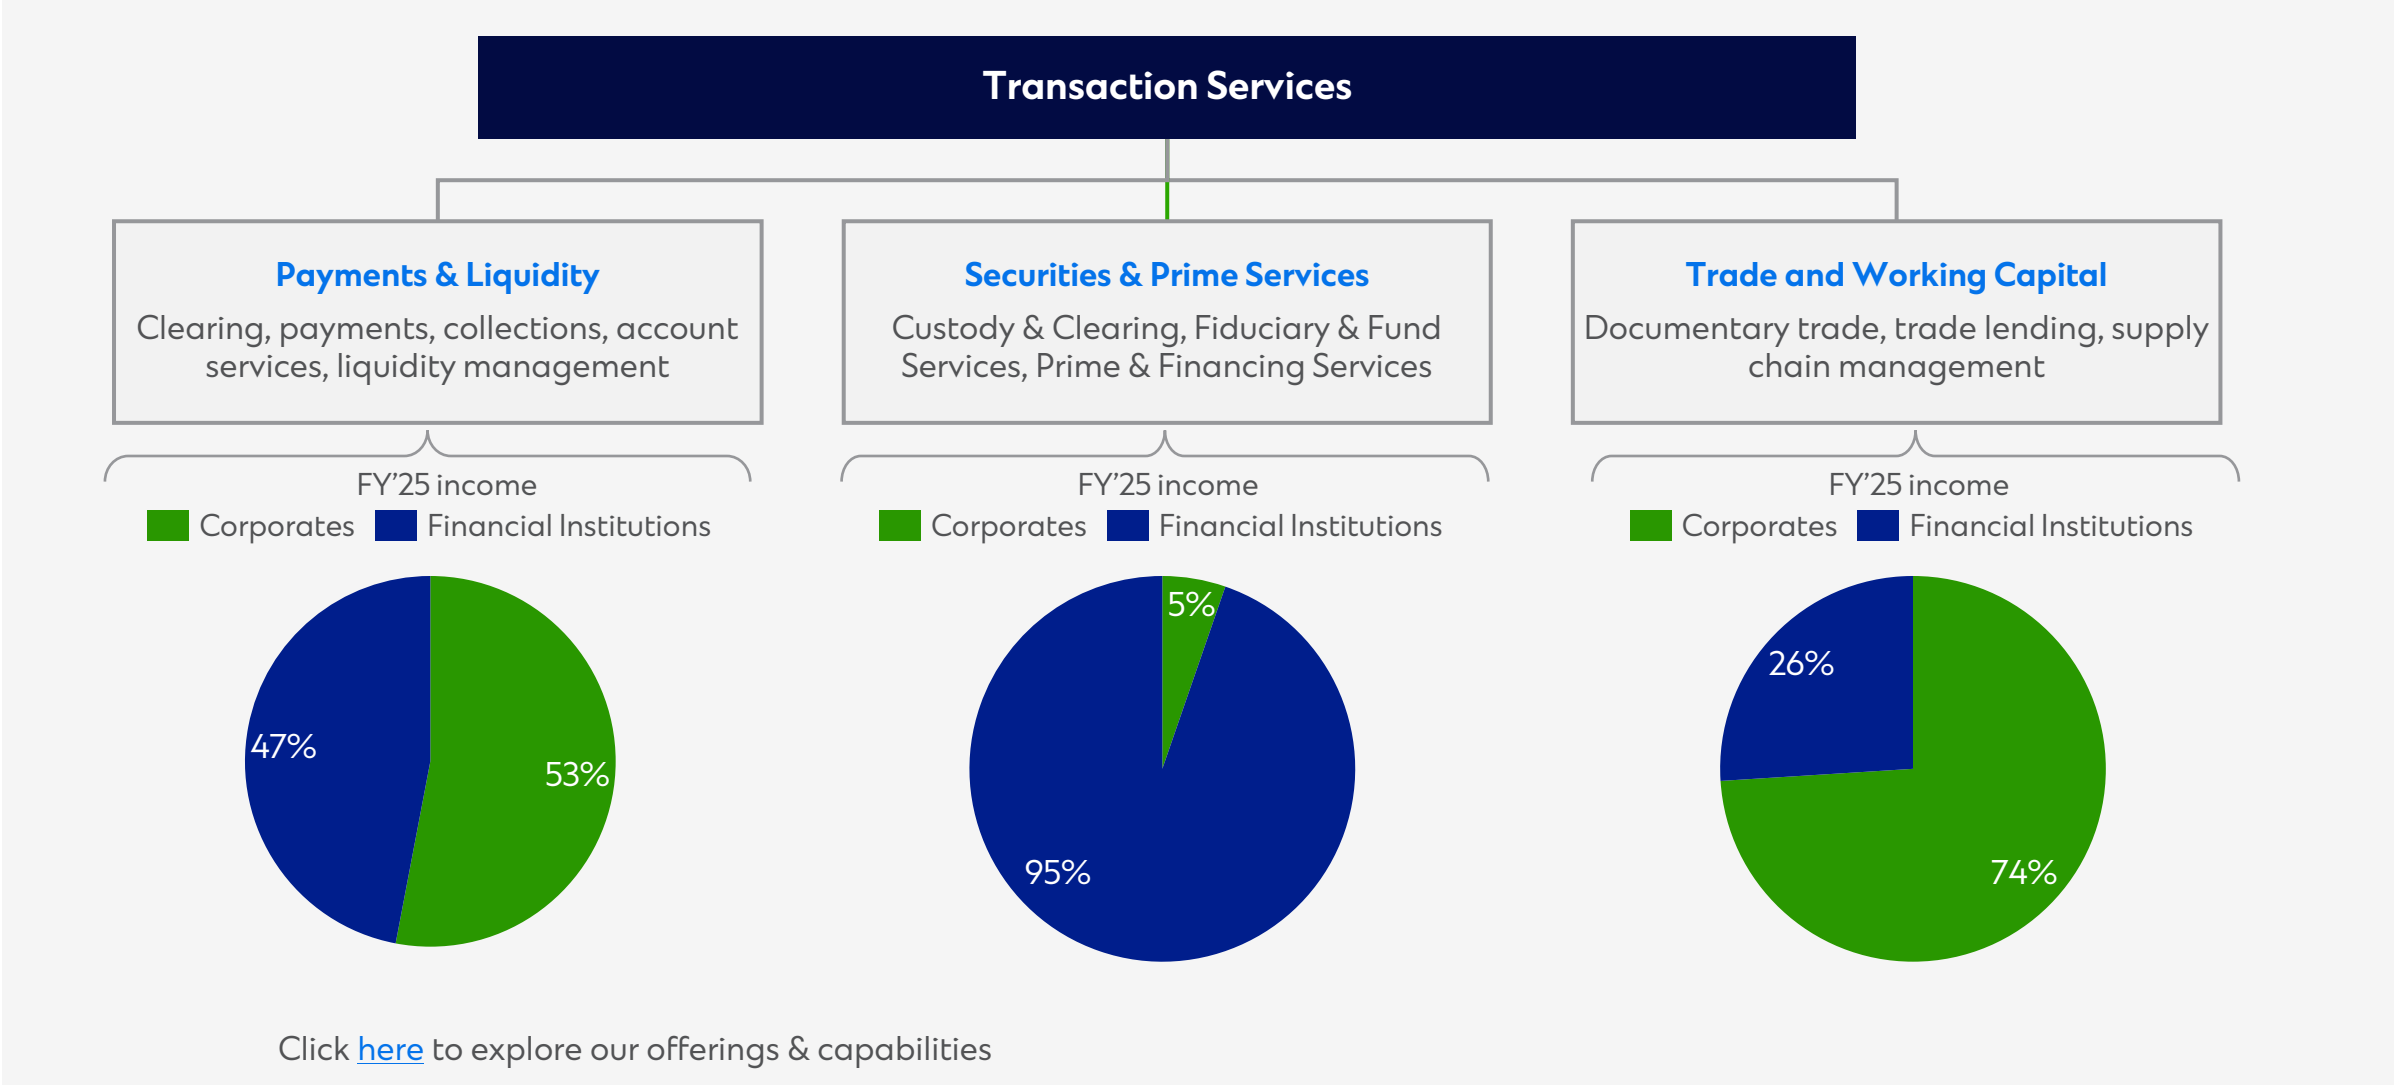 Transaction Services
Payments & Liquidity
Clearing, payments, collections, account
services, liquidity management
Securities & Prime Services
Custody & Clearing, Fiduciary & Fund
Services, Prime & Financing Services
Trade and Working Capital
Documentary trade, trade lending, supply
chain management
FY’25 income
Corporates
Financial Institutions
47%
53%
FY’25 income
Corporates
Financial Institutions
5%
95%
FY’25 income
Corporates
Financial Institutions
26%
74%
Click here to explore our offerings & capabilities